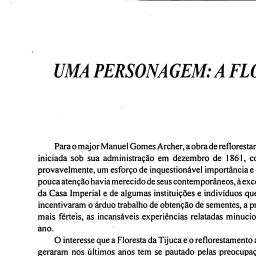 UMA PERSONAGEM: A FLO
Para o major Manuel Gomes Archer, a obra de reflorestan
iniciada sob sua administração em dezembro de 1861, co
provavelmente, um esforço de inquestionável importância e
pouca atenção havia merecido de seus contemporâneos, à exce
da Casa Imperial e de algumas instituições e indivíduos que
incentivaram o árduo trabalho de obtenção de sementes, a pr
mais férteis, as incansáveis experiências relatadas minucio
ano.
O interesse que a Floresta da Tijuca e o reflorestamento a
geraram nos últimos anos tem se pautado pelas preocupaç